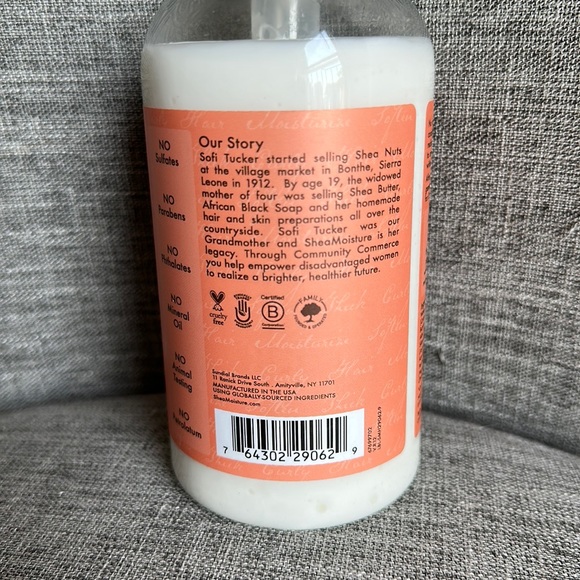 Our Story
Sofi Tucker started selling Shea Nuts
at the village market in Bonthe, Sierra
Leone in 1912. By age 19, the widowed
mother of four was selling Shea Butter,
African Black Soap and her homemade
hair and skin preparations all over the
countryside. Sofi Tucker was our
Grandmother and SheaMoisture is her
legacy. Through Community Commerce
you help empower disadvantaged women
to realize a brighter, healthier future.
NO
Sulfates
NO
Parabens
NO
Phthalates
NO
Mineral
Oil
NO
Animal
Testing
NO
Petrolatum
cruelty
free
Certified
B
Corporation
FAMILY
Sundial Brands LLC
11 Ranick Drive South . Amityville, NY 11701
MANUFACTURED IN THE USA
USING GLOBALLY-SOURCED INGREDIENTS
SheaMoisture.com
7 64302 29062 9
Hair Moisturise Soften